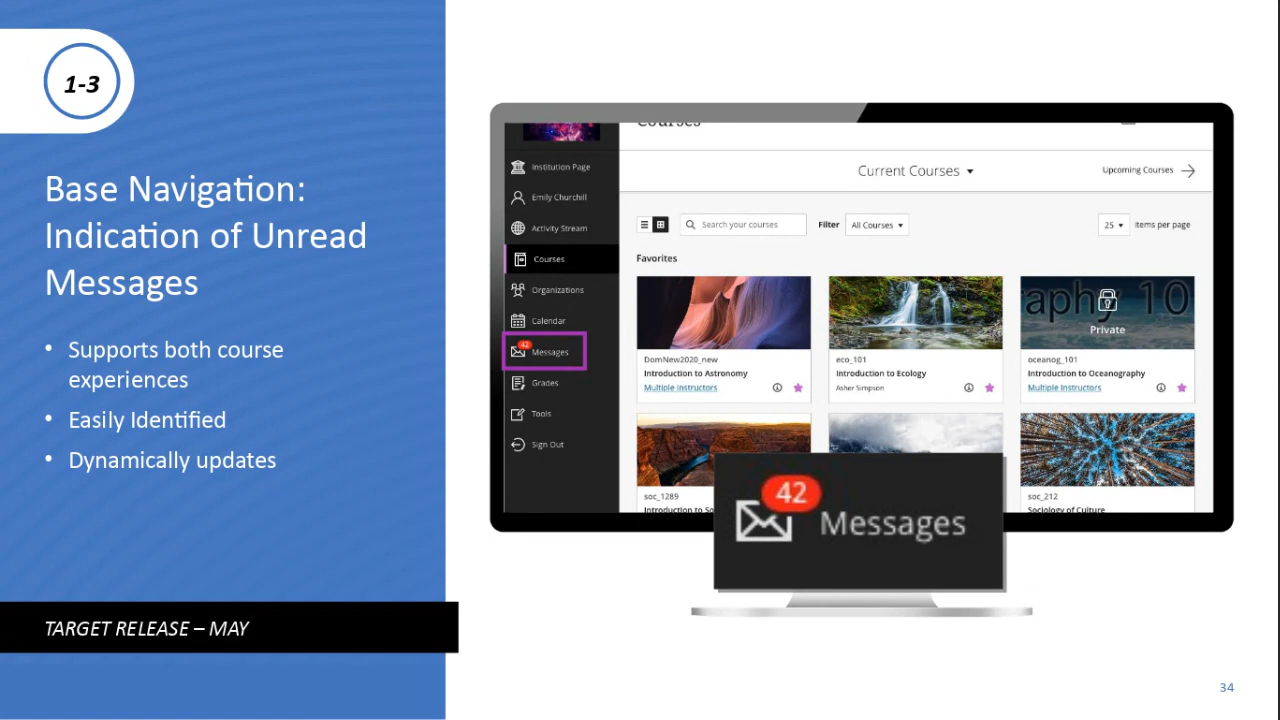 1-3
Base Navigation:
Indication of Unread
Messages
• Supports both course
experiences
• Easily Identified
• Dynamically updates
TARGET RELEASE – MAY
Courses
Institution Page
Emily Churchill
Activity Stream
Courses
Organizations
Calendar
42
Messages
Grades
Tools
Sign Out
Current Courses
Upcoming Courses
Search your courses
Filter
All Courses
25
items per page
Favorites
DomNew2020_new
Introduction to Astronomy
Multiple Instructors
eco_101
Introduction to Ecology
Asher Simpson
aphy 10
Private
oceanog_101
Introduction to Oceanography
Multiple Instructors
soc_1289
Introduction to So
soc_212
Sociology of Culture
42
Messages
34